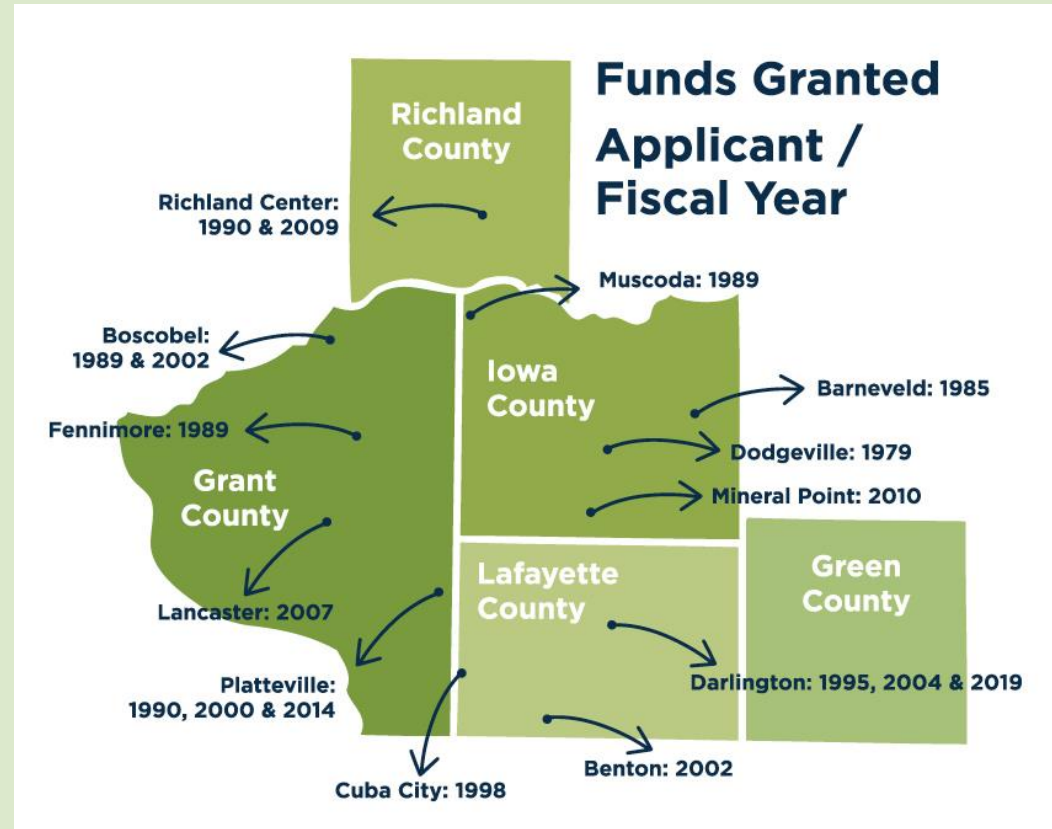 Funds Granted
Applicant /
Fiscal Year
Richland
County
Richland Center:
1990 & 2009
Muscoda: 1989
Boscobel:
1989 & 2002
Iowa
County
Barneveld: 1985
Fennimore: 1989
Dodgeville: 1979
Grant
County
Mineral Point: 2010
Lafayette
County
Green
County
Lancaster: 2007
Platteville:
1990, 2000 & 2014
Darlington: 1995, 2004 & 2019
Benton: 2002
Cuba City: 1998